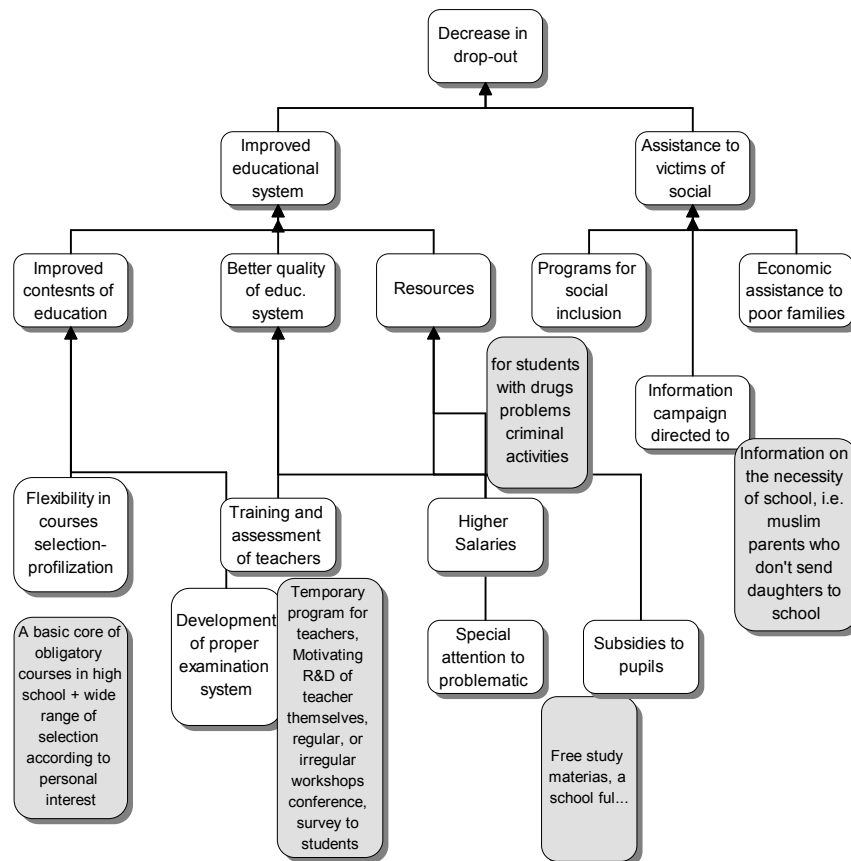 Decrease in
drop-out
Improved
educational
system
Assistance to
victims of
social
Improved
contesnts of
education
Better quality
of educ.
system
Resources
Programs for
social
inclusion
Economic
assistance to
poor families
for students
with drugs
problems
criminal
activities
Information
campaign
directed to
Information on
the necessity
of school, i.e.
muslim
parents who
don't send
daughters to
school
Flexibility in
courses
selection-
profilization
Training and
assessment
of teachers
Higher
Salaries
A basic core of
obligatory
courses in high
school + wide
range of
selection
according to
personal
interest
Development
of proper
examination
system
Temporary
program for
teachers,
Motivating
R&D of
teacher
themselves,
regular, or
irregular
workshops
conference,
survey to
students
Special
attention to
problematic
Subsidies to
pupils
Free study
materias, a
school ful...